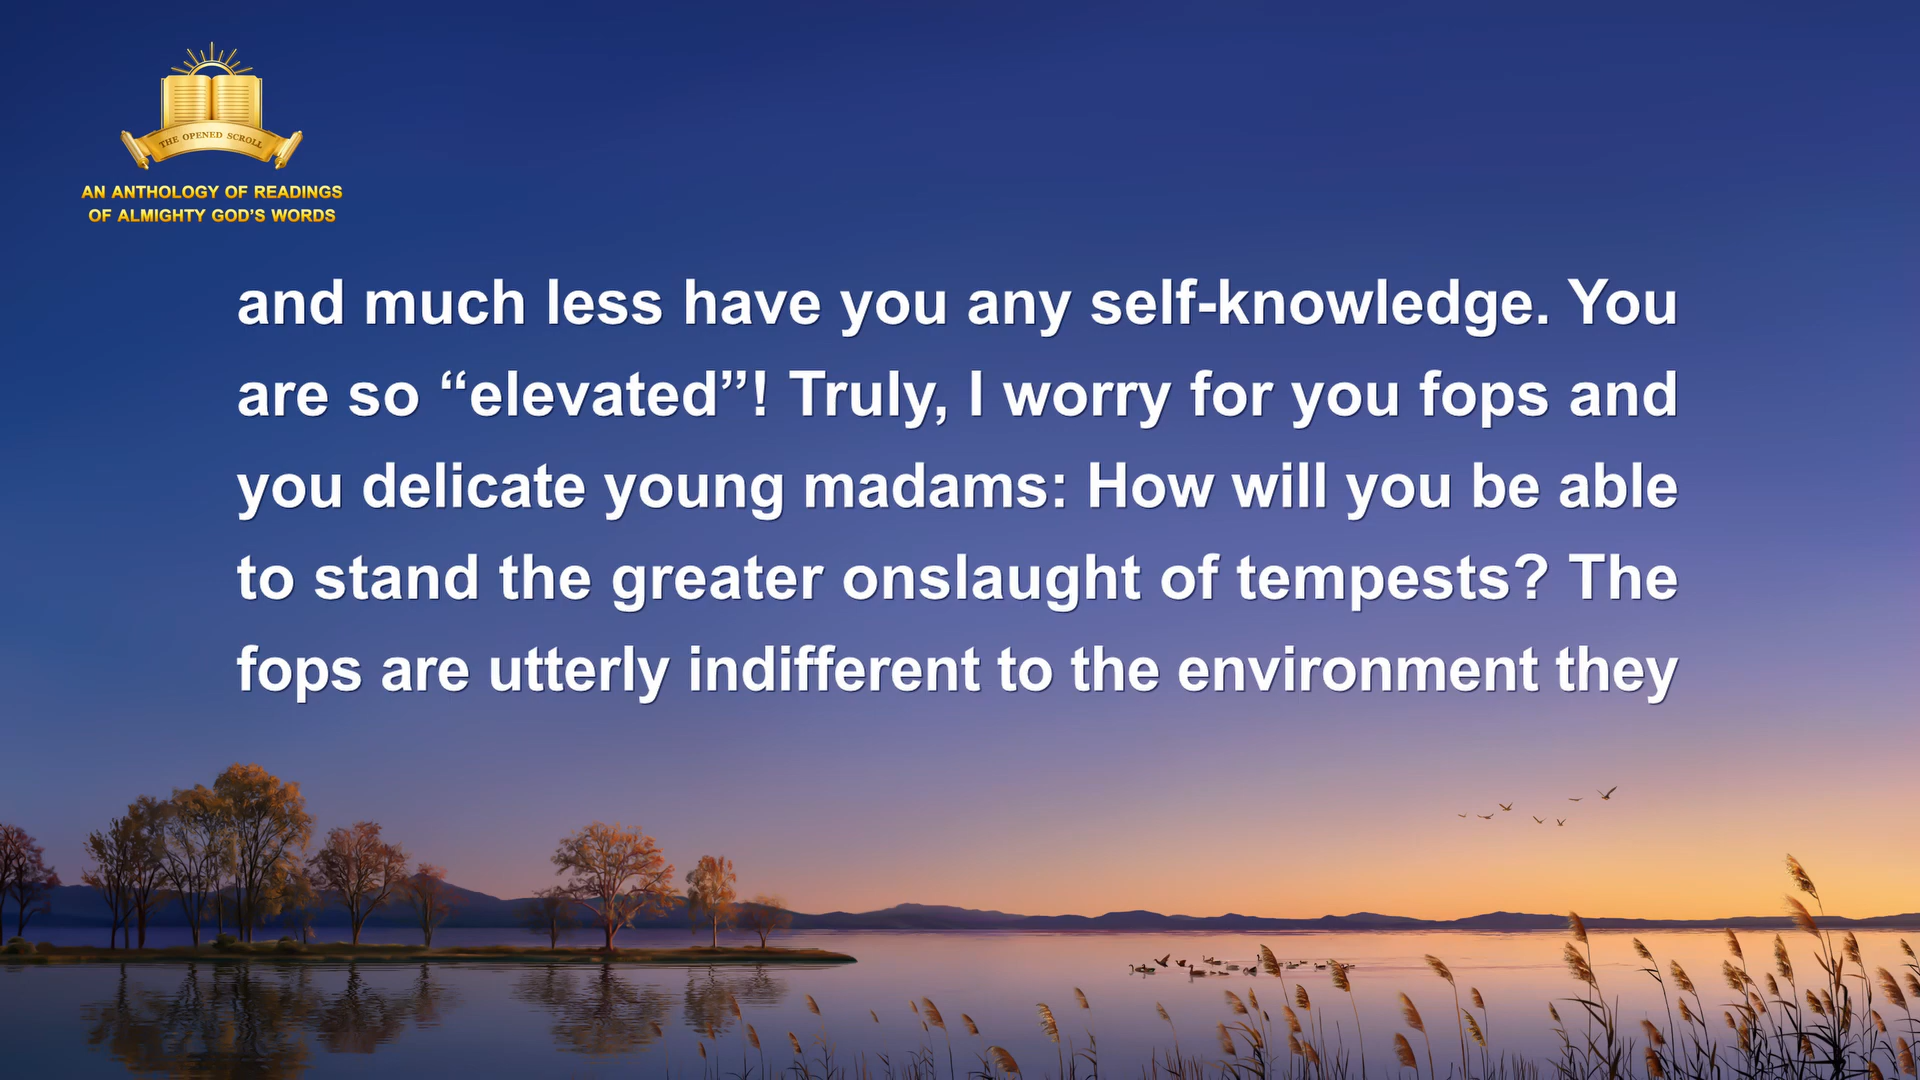 THE OPENED SCROLL
AN ANTHOLOGY OF READINGS
OF ALMIGHTY GOD'S WORDS
and much less have you any self-knowledge. You
are so “elevated”! Truly, I worry for you fops and
you delicate young madams: How will you be able
to stand the greater onslaught of tempests? The
fops are utterly indifferent to the environment they